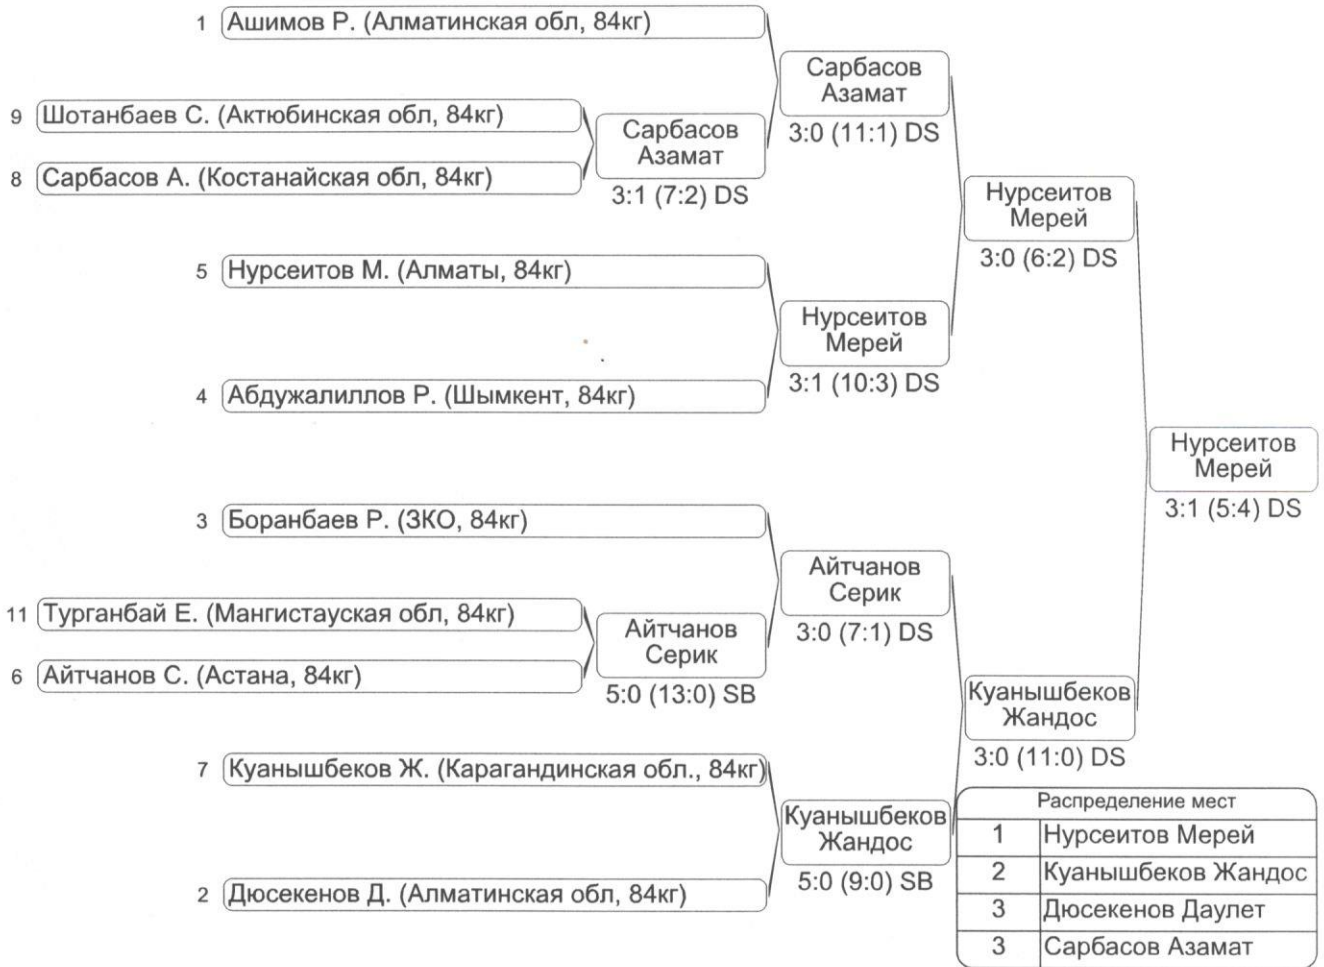 1 Ашимов Р. (Алматинская обл, 84кг)
9 Шотанбаев С. (Актюбинская обл, 84кг)
8 Сарбасов А. (Костанайская обл, 84кг)
Сарбасов
Азамат
3:1 (7:2) DS
Сарбасов
Азамат
3:0 (11:1) DS
5 Нурсеитов М. (Алматы, 84кг)
4 Абдужалиллов Р. (Шымкент, 84кг)
Нурсеитов
Мерей
3:1 (10:3) DS
Нурсеитов
Мерей
3:0 (6:2) DS
3 Боранбаев Р. (ЗКО, 84кг)
11 Турганбай Е. (Мангистауская обл, 84кг)
6 Айтчанов С. (Астана, 84кг)
Айтчанов
Серик
5:0 (13:0) SB
Айтчанов
Серик
3:0 (7:1) DS
7 Куанышбеков Ж. (Карагандинская обл., 84кг)
2 Дюсекенов Д. (Алматинская обл, 84кг)
Куанышбеков
Жандос
5:0 (9:0) SB
Куанышбеков
Жандос
3:0 (11:0) DS
Нурсеитов
Мерей
3:1 (5:4) DS
Распределение мест
1 Нурсеитов Мерей
2 Куанышбеков Жандос
3 Дюсекенов Даулет
3 Сарбасов Азамат